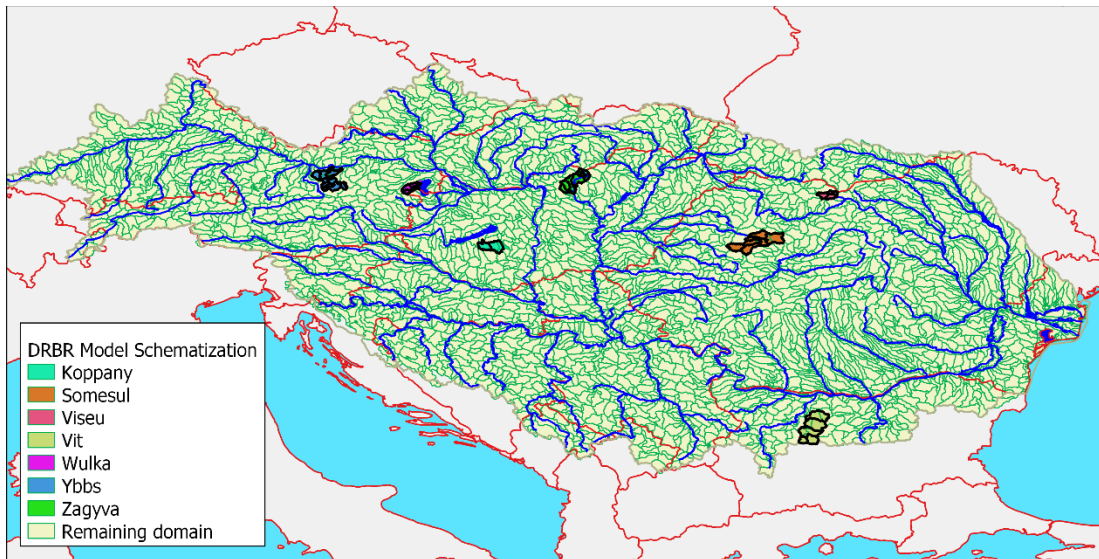 DRBR Model Schematization
Koppany
Somesul
Viseu
Vit
Wulka
Ybbs
Zagyva
Remaining domain